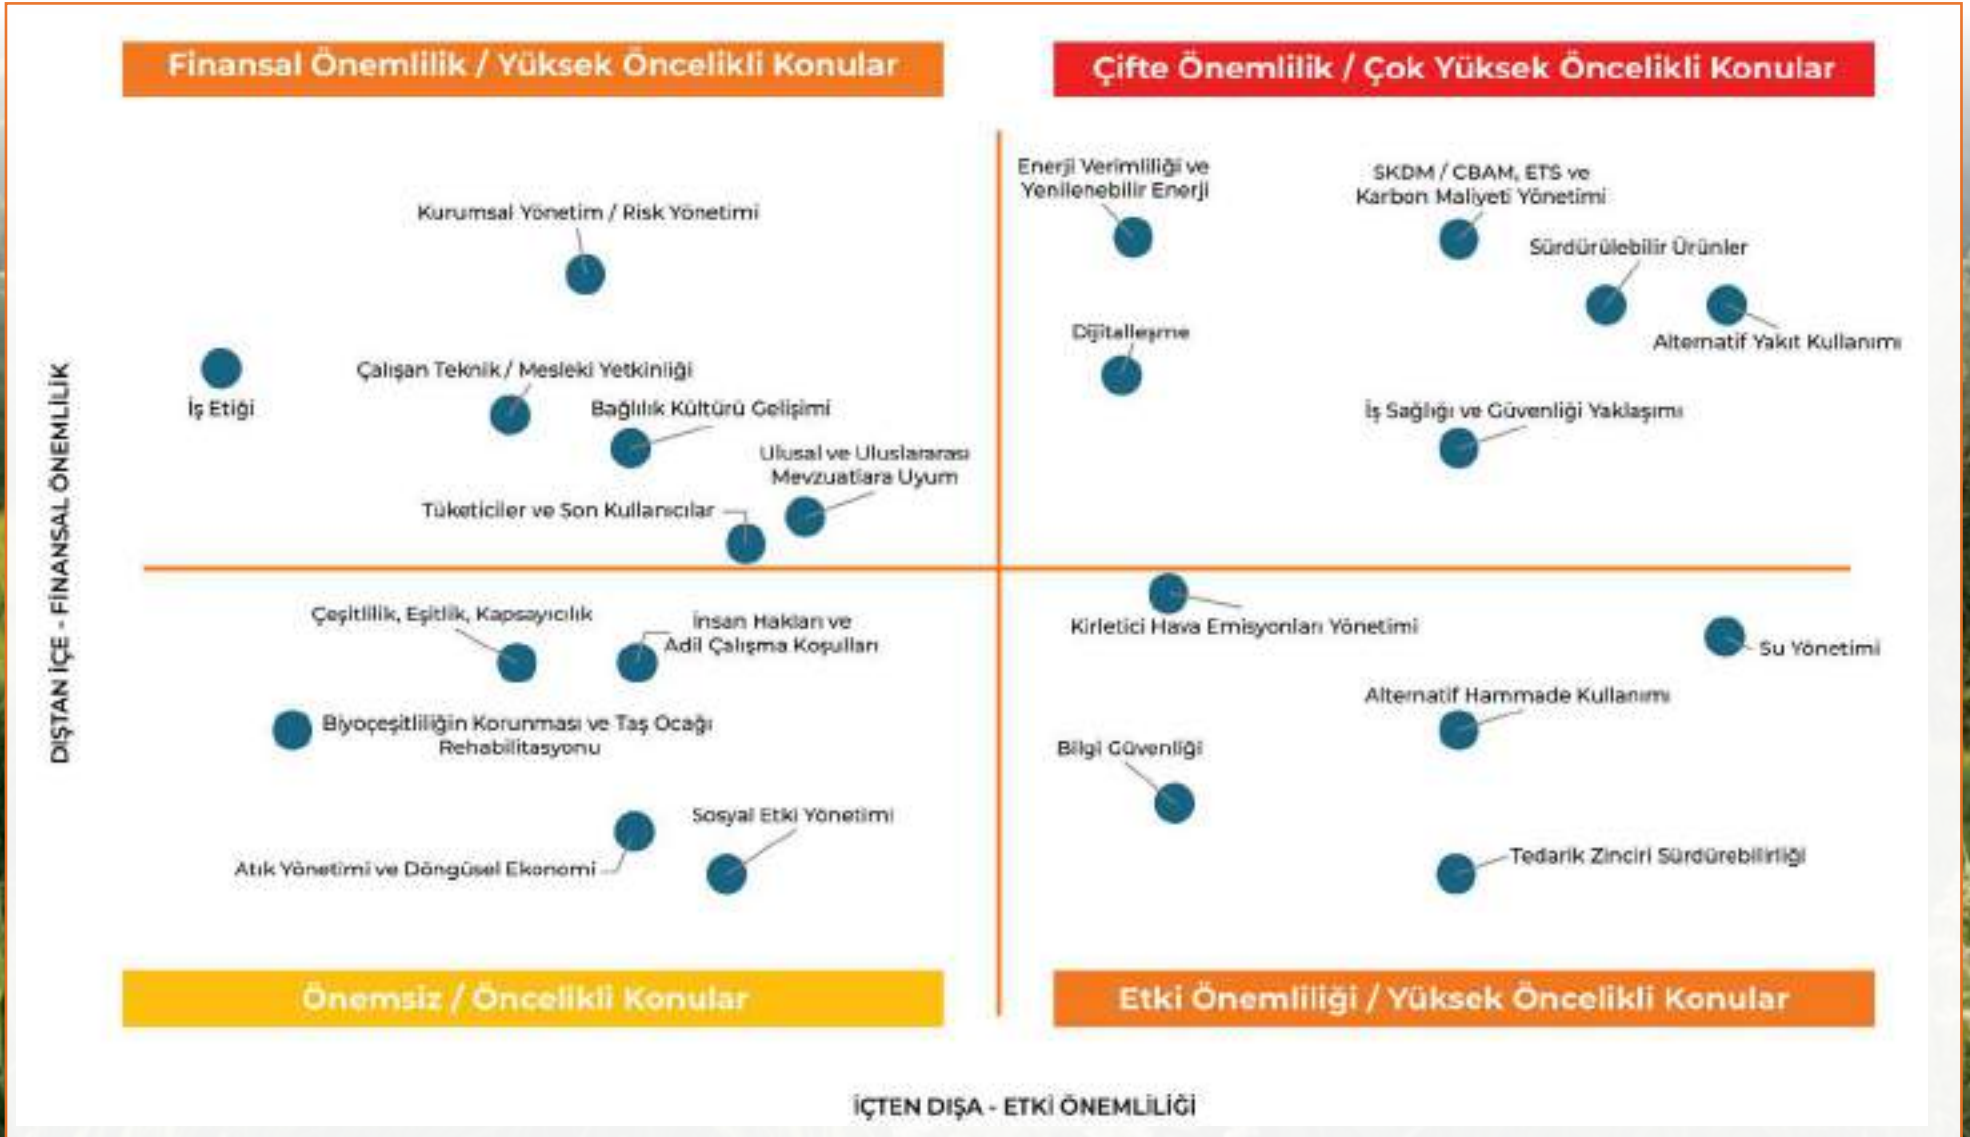 Finansal Önemlilik / Yüksek Öncelikli Konular
Çifte Önemlilik / Çok Yüksek Öncelikli Konular
Kurumsal Yönetim / Risk Yönetimi
İş Etiği
Çalışan Teknik / Mesleki Yetkinliği
Bağlılık Kültürü Gelişimi
Ulusal ve Uluslararası
Mevzuatlara Uyum
Tüketiciler ve Son Kullanıcılar
Enerji Verimliliği ve
Yenilenebilir Enerji
SKDM / CBAM, ETS ve
Karbon Maliyeti Yönetimi
Sürdürülebilir Ürünler
Alternatif Yakıt Kullanımı
Dijitalleşme
İş Sağlığı ve Güvenliği Yaklaşımı
DIŞTAN İÇE - FİNANSAL ÖNEMLİLİK
Çeşitlilik, Eşitlik, Kapsayıcılık
İnsan Hakları ve
Adil Çalışma Koşulları
Biyoçeşitliliğin Korunması ve Taş Ocağı
Rehabilitasyonu
Sosyal Etki Yönetimi
Atık Yönetimi ve Döngüsel Ekonomi
Kirletici Hava Emisyonları Yönetimi
Su Yönetimi
Alternatif Hammade Kullanımı
Bilgi Güvenliği
Tedarik Zinciri Sürdürebilirliği
Önemsiz / Öncelikli Konular
Etki Önemliliği / Yüksek Öncelikli Konular
İÇTEN DIŞA - ETKİ ÖNEMLİLİĞİ